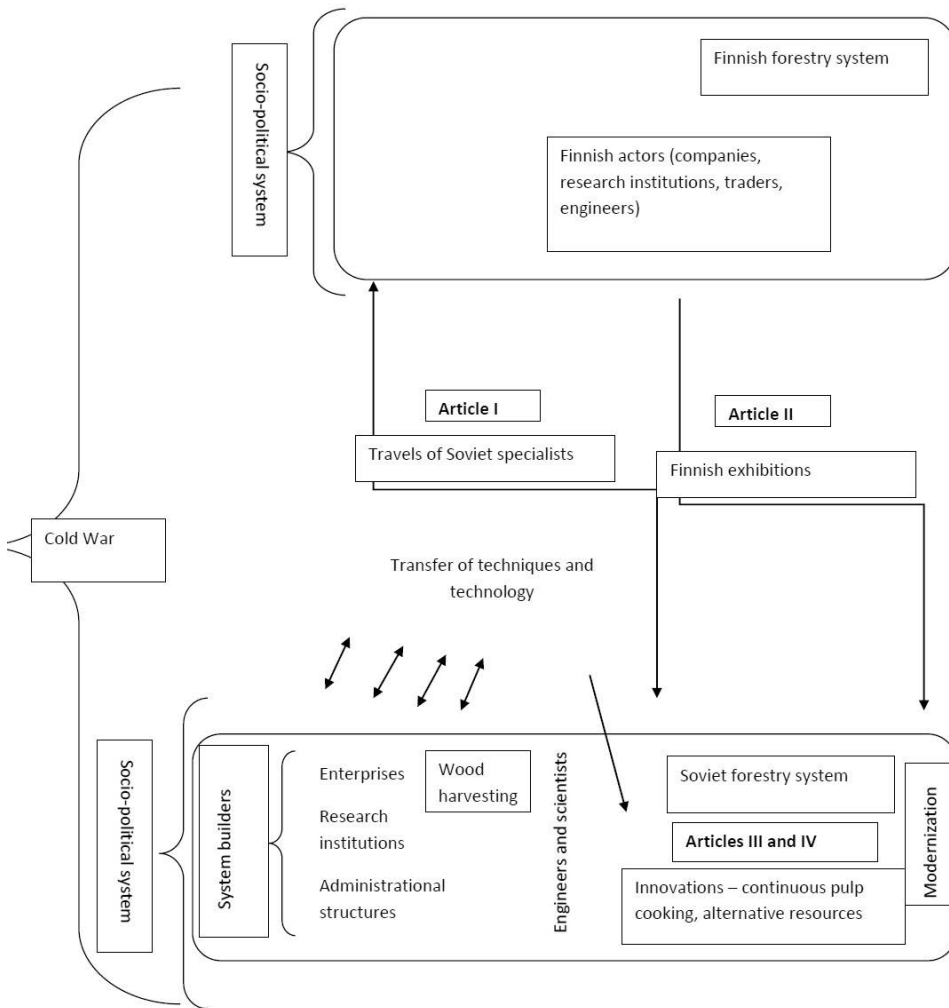 Socio-political system
Finnish forestry system
Finnish actors (companies,
research institutions, traders,
engineers)
Article I
Article II
Travels of Soviet specialists
Finnish exhibitions
Cold War
Transfer of techniques and
technology
Socio-political system
System builders
Enterprises
Research
institutions
Administrational
structures
Wood
harvesting
Engineers and scientists
Soviet forestry system
Articles III and IV
Innovations – continuous pulp
cooking, alternative resources
Modernization